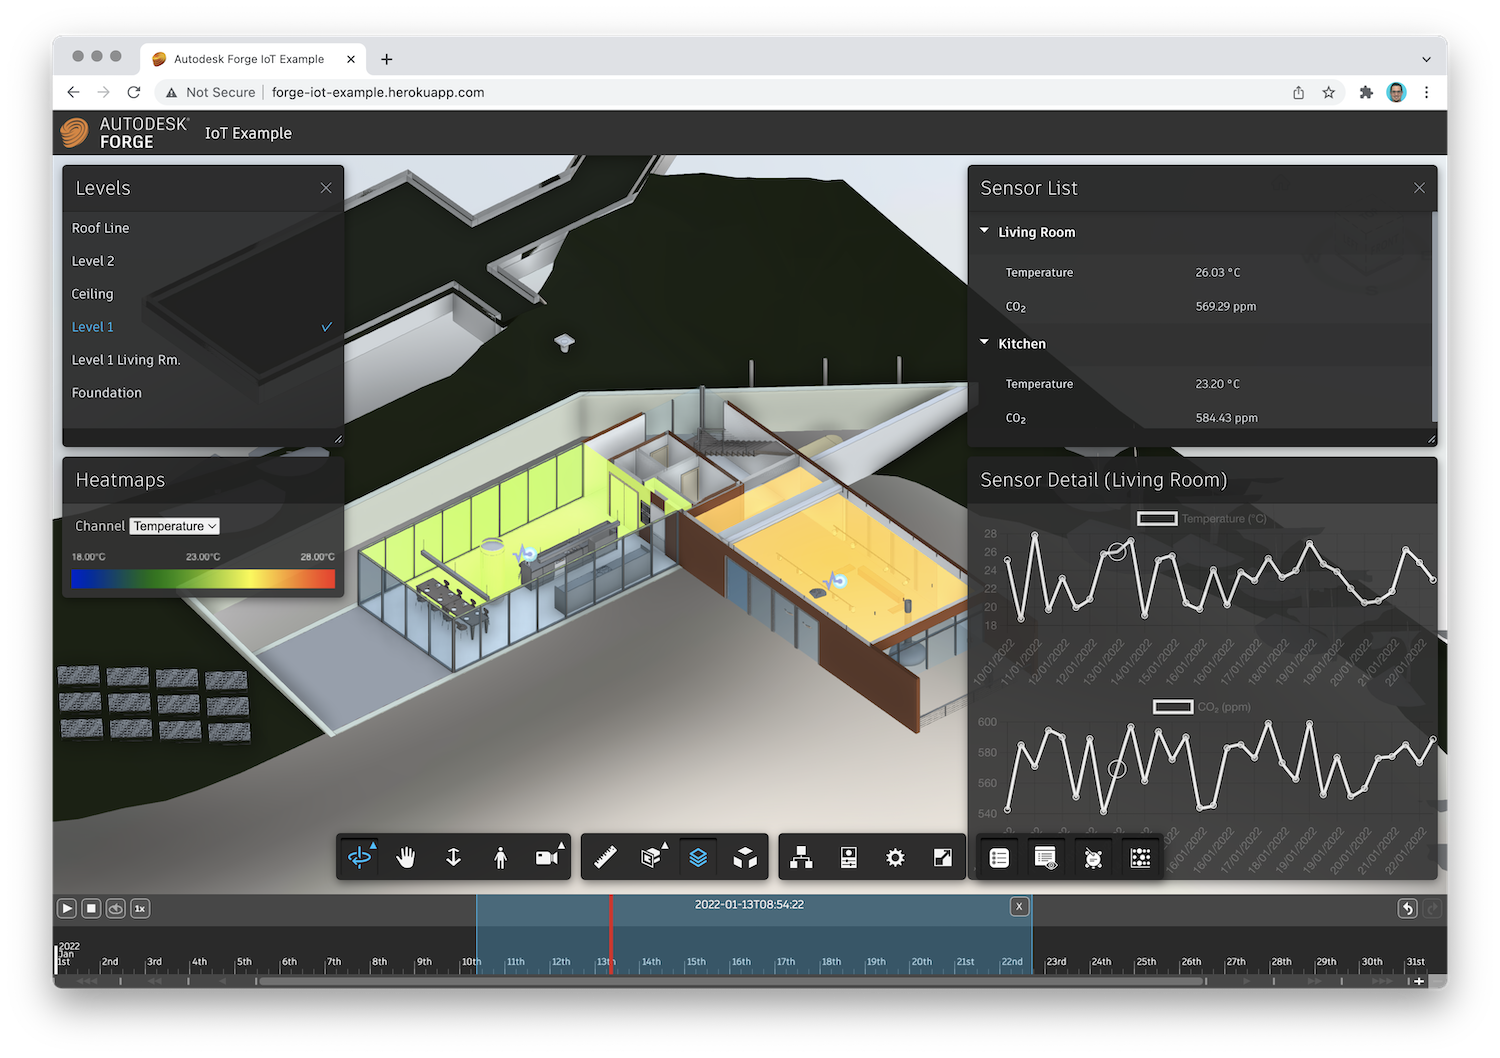 Autodesk Forge IoT Example
Not Secure
forge-iot-example.herokuapp.com
AUTODESK®
FORGE
IoT Example
Levels
Roof Line
Level 2
Ceiling
Level 1
Level 1 Living Rm.
Foundation
Heatmaps
Channel Temperature
18.00°C 23.00°C 28.00°C
Sensor List
Living Room
Temperature 26.03 °C
CO₂ 569.29 ppm
Kitchen
Temperature 23.20 °C
CO₂ 584.43 ppm
Sensor Detail (Living Room)
Temperature (°C)
28
26
24
22
20
18
10/01/2022 11/01/2022 12/01/2022 13/01/2022 14/01/2022 15/01/2022 16/01/2022 16/01/2022 17/01/2022 18/01/2022 19/01/2022 19/01/2022 20/01/2022 21/01/2022 22/01/2022
CO₂ (ppm)
600
580
560
540
16/01/2022 16/01/2022 17/01/2022 18/01/2022 19/01/2022 19/01/2022 20/01/2022 21/01/2022 22/01/2022
1x
2022-01-13T08:54:22
X
2022
Jan
1st 2nd 3rd 4th 5th 6th 7th 8th 9th 10th 11th 12th 13th 14th 15th 16th 17th 18th 19th 20th 21st 22nd 23rd 24th 25th 26th 27th 28th 29th 30th 31st